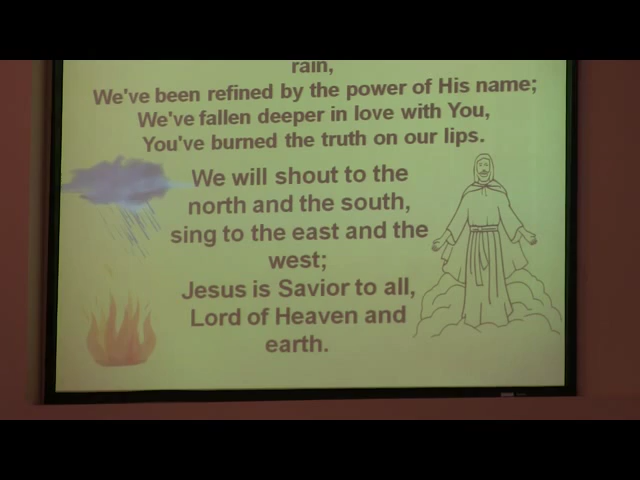 rain,
We've been refined by the power of His name;
We've fallen deeper in love with You,
You've burned the truth on our lips.
We will shout to the
north and the south,
sing to the east and the
west;
Jesus is Savior to all,
Lord of Heaven and
earth.